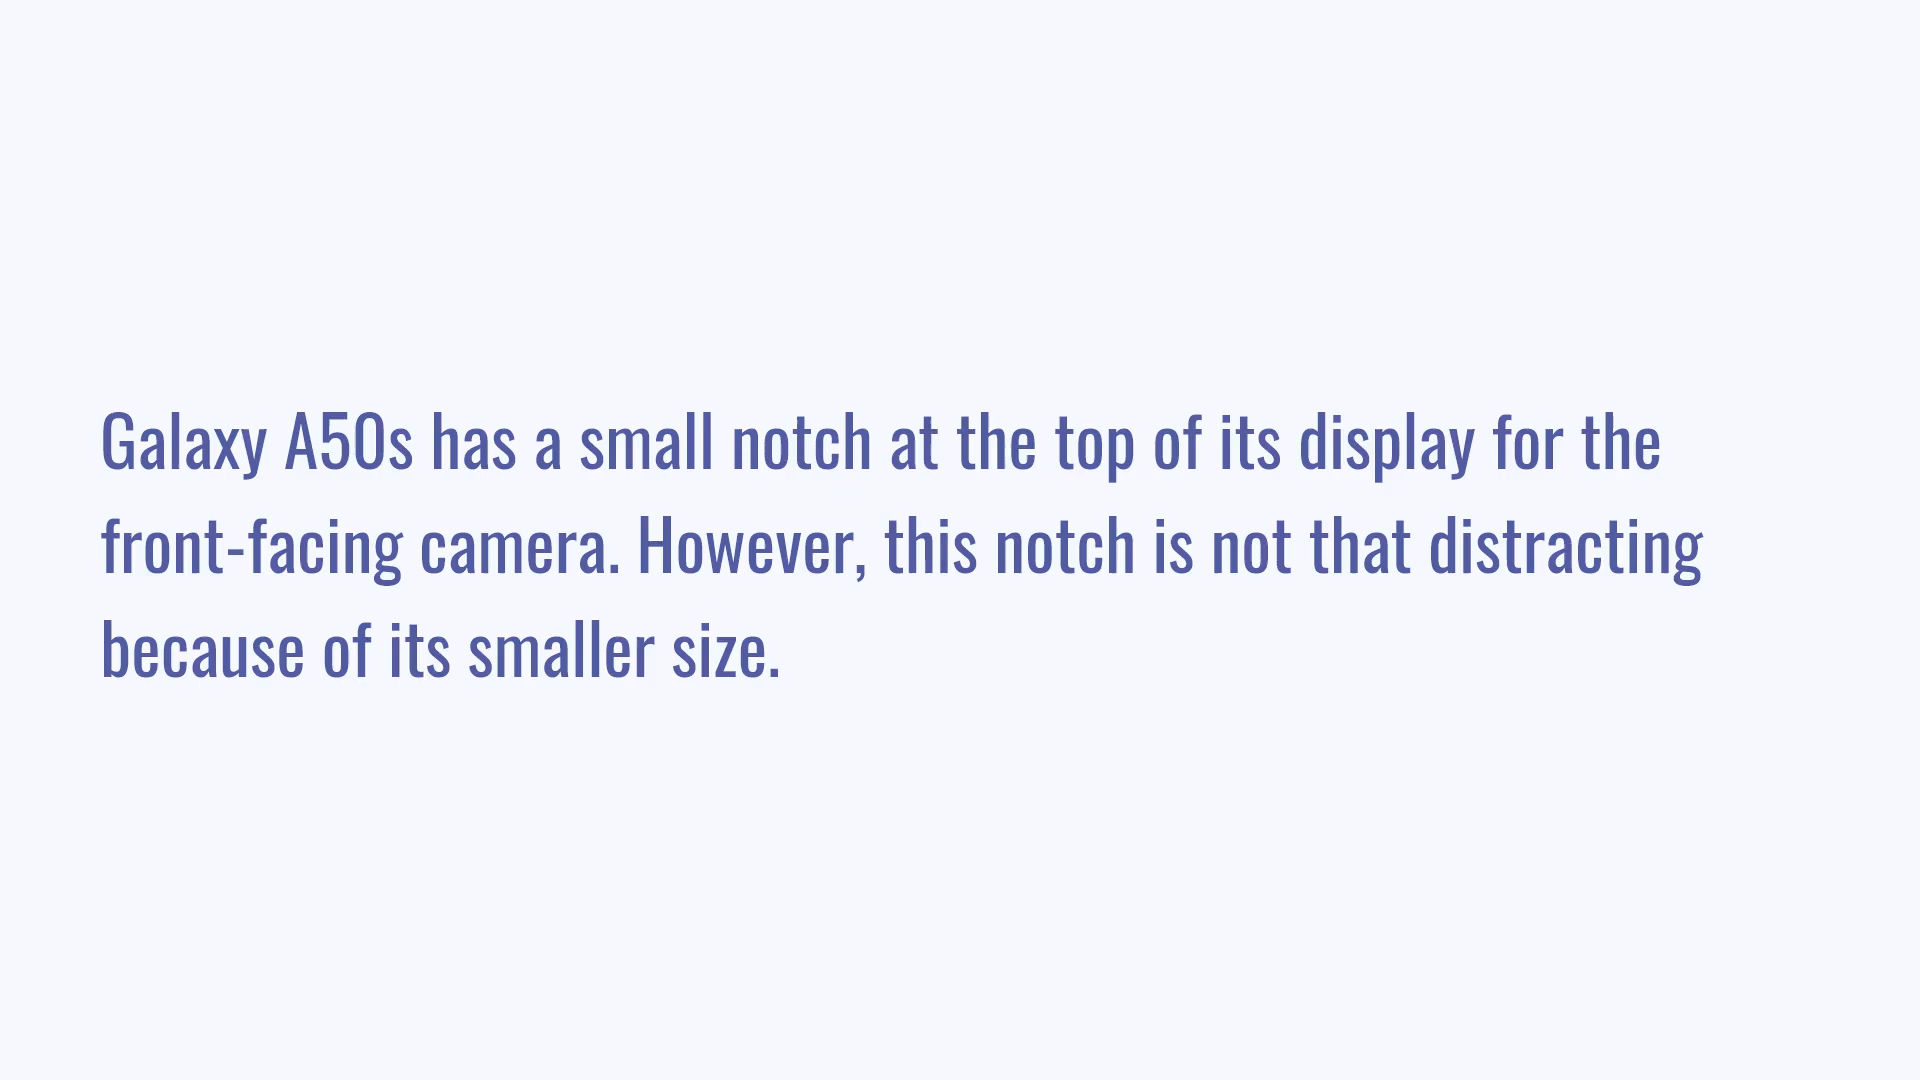 Galaxy A50s has a small notch at the top of its display for the
front-facing camera. However, this notch is not that distracting
because of its smaller size.